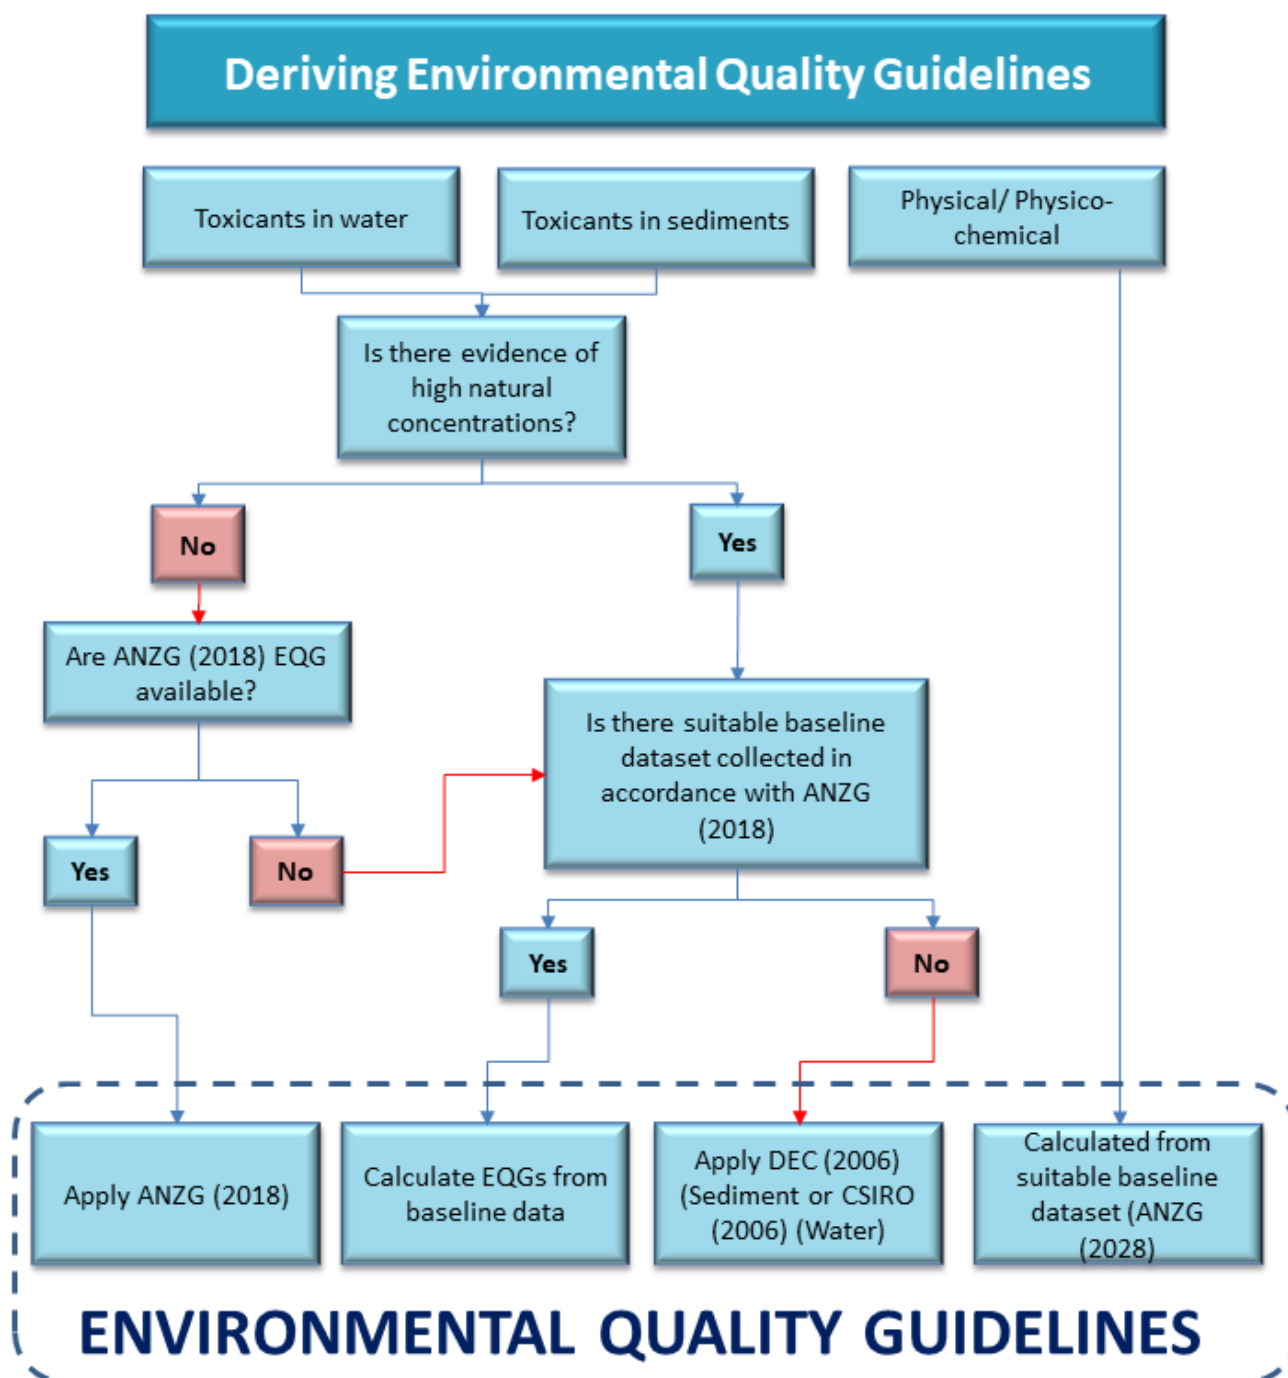 Deriving Environmental Quality Guidelines
Toxicants in water
Toxicants in sediments
Physical/ Physico-
chemical
Is there evidence of
high natural
concentrations?
No
Yes
Are ANZG (2018) EQG
available?
Is there suitable baseline
dataset collected in
accordance with ANZG
(2018)
Yes
No
Yes
No
Apply ANZG (2018)
Calculate EQGs from
baseline data
Apply DEC (2006)
(Sediment or CSIRO
(2006) (Water)
Calculated from
suitable baseline
dataset (ANZG
(2028)
ENVIRONMENTAL QUALITY GUIDELINES